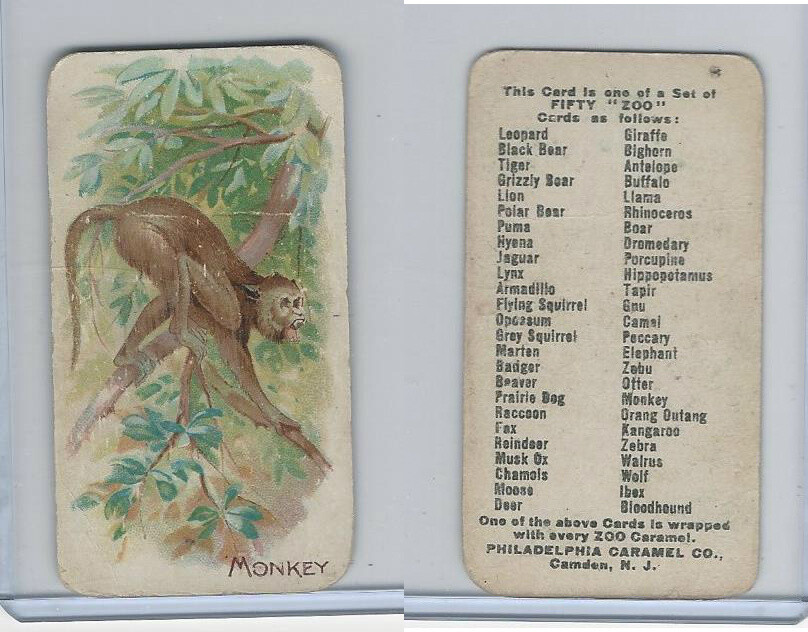 MONKEY
This Card is one of a Set of
FIFTY "ZOO"
Cards as follows:
Leopard
Black Bear
Tiger
Grizzly Bear
Lion
Polar Bear
Puma
Hyena
Jaguar
Lynx
Armadillo
Flying Squirrel
Opossum
Grey Squirrel
Marten
Badger
Beaver
Prairie Dog
Raccoon
Fox
Reindeer
Musk Ox
Chamois
Moose
Deer
Giraffe
Bighorn
Antelope
Buffalo
Llama
Rhinoceros
Boar
Dromedary
Porcupine
Hippopotamus
Tapir
Gnu
Camel
Peccary
Elephant
Zebu
Otter
Monkey
Orang Outang
Kangaroo
Zebra
Walrus
Wolf
Ibex
Bloodhound
One of the above Cards is wrapped
with every ZOO Caramel.
PHILADELPHIA CARAMEL CO.,
Camden, N. J.